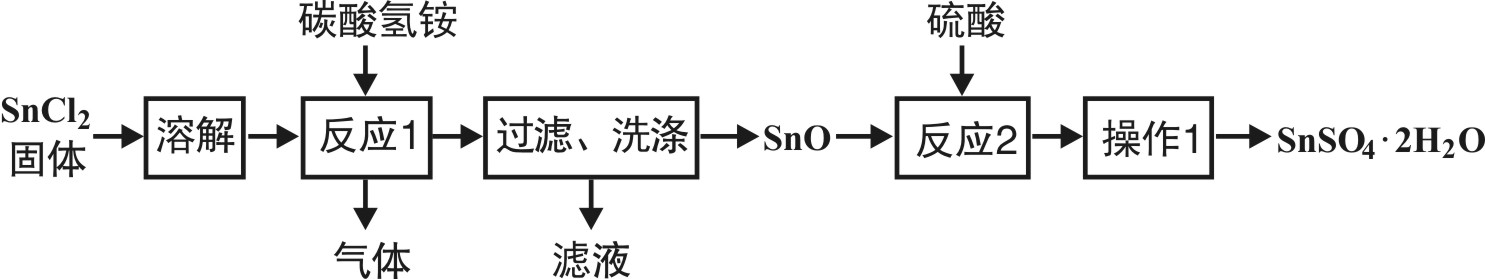 碳酸氢铵
硫酸
SnCl₂
固体
溶解
反应1
过滤、洗涤
SnO
反应2
操作1
SnSO₄·2H₂O
气体
滤液